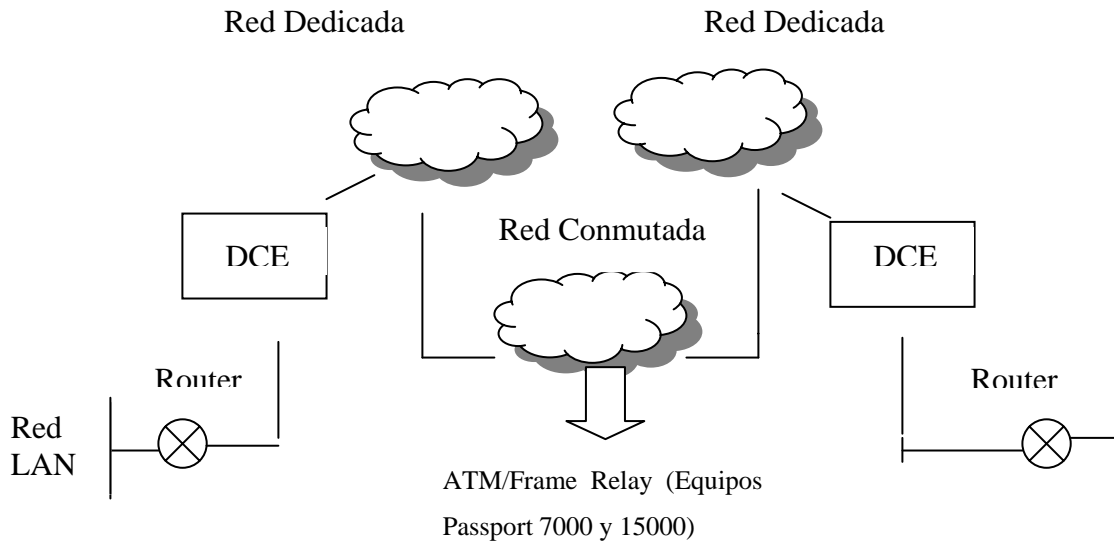 Red Dedicada
Red Dedicada
Red Conmutada
DCE
DCE
Router
Router
Red
LAN
ATM/Frame Relay (Equipos
Passport 7000 y 15000)